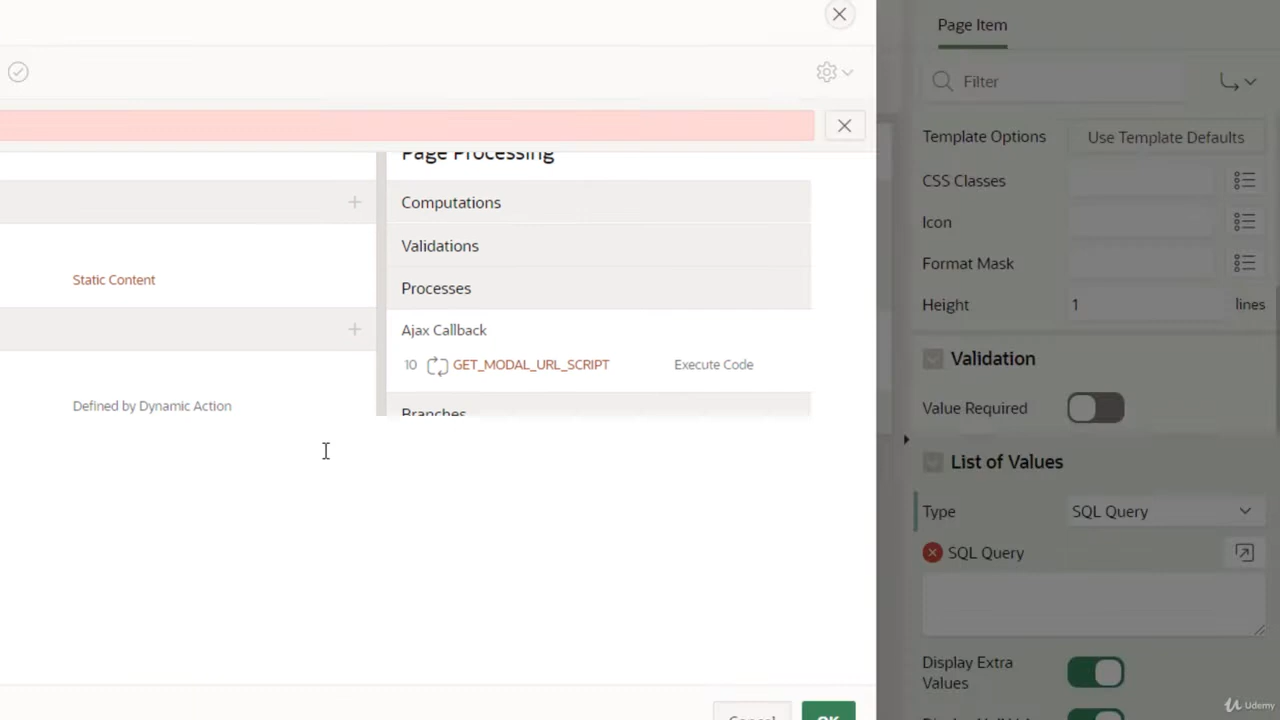 Page Item
Filter
Template Options
Use Template Defaults
CSS Classes
Icon
Format Mask
Height
1
lines
Validation
Value Required
List of Values
Type
SQL Query
SQL Query
Display Extra
Values
Page Processing
Computations
Validations
Processes
Ajax Callback
10 GET_MODAL_URL_SCRIPT Execute Code
Branches
Static Content
Defined by Dynamic Action
Cancel
OK
Udemy